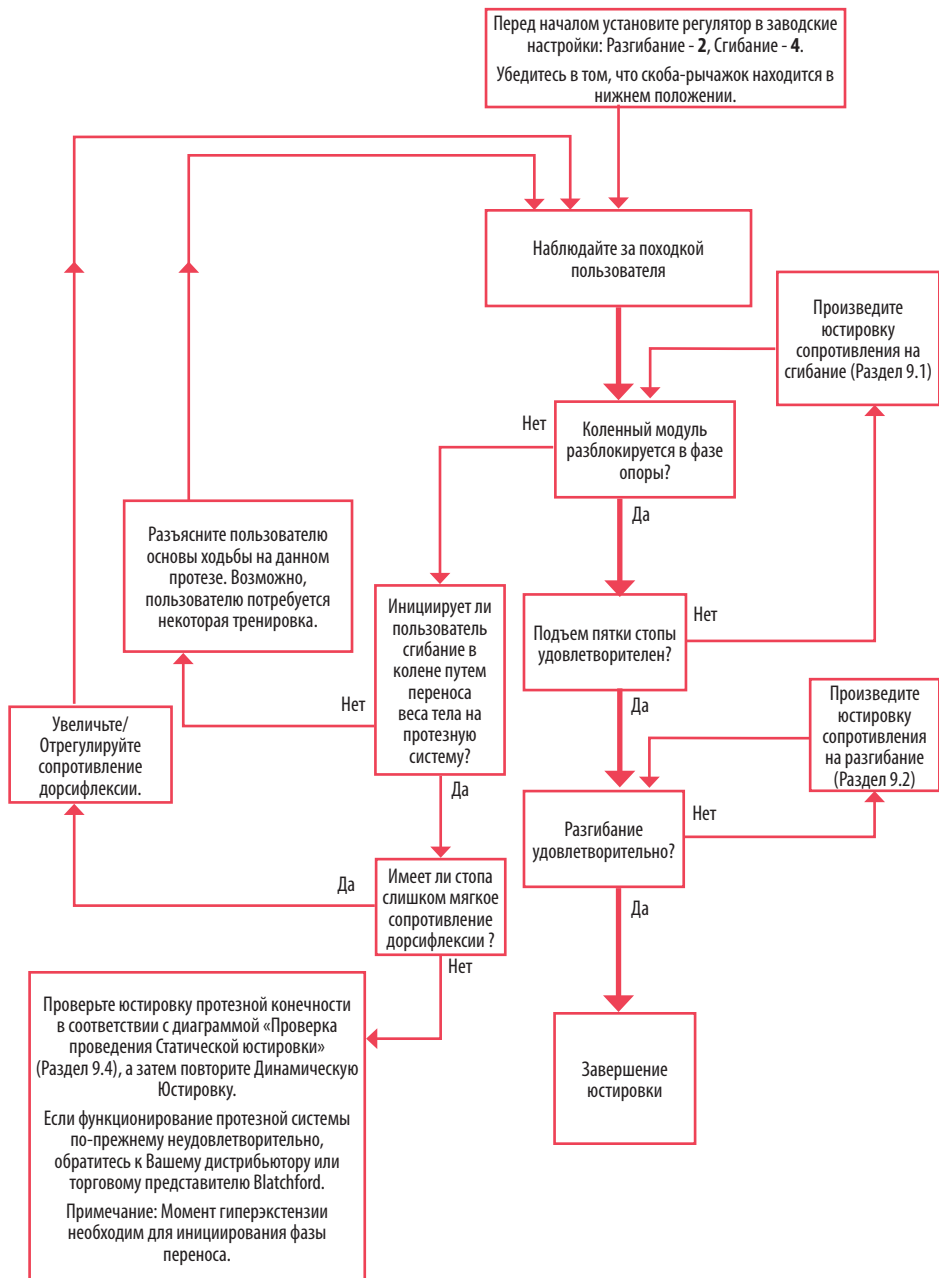 Перед началом установите регулятор в заводские
настройки: Разгибание - 2, Сгибание - 4.
Убедитесь в том, что скоба-рычажок находится в
нижнем положении.
Наблюдайте за походкой
пользователя
Произведите
юстировку
сопротивления на
сгибание (Раздел 9.1)
Нет
Коленный модуль
разблокируется в фазе
опоры?
Да
Разъясните пользователю
основы ходьбы на данном
протезе. Возможно,
пользователю потребуется
некоторая тренировка.
Инициирует ли
пользователь
сгибание в
колене путем
переноса
веса тела на
протезную
систему?
Нет
Да
Подъем пятки стопы
удовлетворителен?
Нет
Да
Произведите
юстировку
сопротивления
на разгибание
(Раздел 9.2)
Увеличьте/
Отрегулируйте
сопротивление
дорсифлексии.
Разгибание
удовлетворительно?
Нет
Да
Да
Имеет ли стопа
слишком мягкое
сопротивление
дорсифлексии ?
Нет
Проверьте юстировку протезной конечности
в соответствии с диаграммой «Проверка
проведения Статической юстировки»
(Раздел 9.4), а затем повторите Динамическую
Юстировку.
Если функционирование протезной системы
по-прежнему неудовлетворительно,
обратитесь к Вашему дистрибьютору или
торговому представителю Blatchford.
Примечание: Момент гиперэкстензии
необходим для инициирования фазы
переноса.
Завершение
юстировки